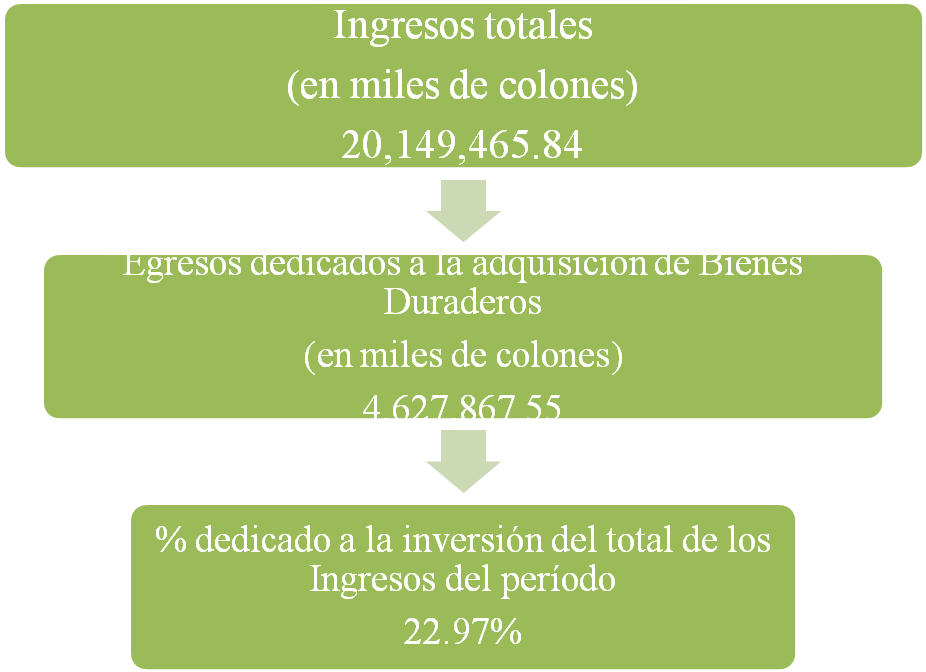 Ingresos totales
(en miles de colones)
20,149,465.84
Egresos dedicados a la adquisición de Bienes
Duraderos
(en miles de colones)
4,627,867.55
% dedicado a la inversión del total de los
Ingresos del período
22.97%